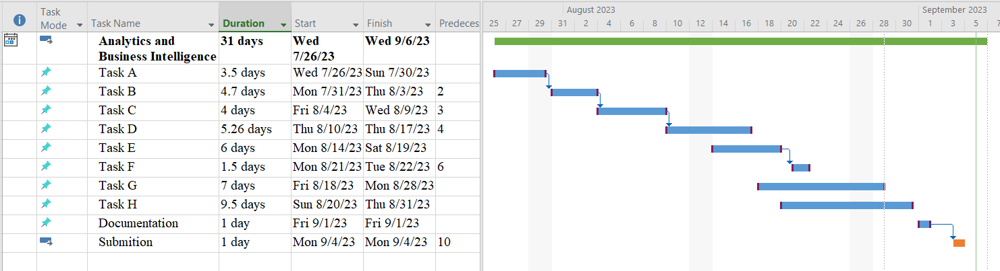 August 2023 September 2023
Task Mode Task Name Duration Start Finish Predeces
25 27 29 31 2 4 6 8 10 12 14 16 18 20 22 24 26 28 30 1 3 5 7
Analytics and 31 days Wed Wed 9/6/23
Business Intelligence 7/26/23
Task A 3.5 days Wed 7/26/23 Sun 7/30/23
Task B 4.7 days Mon 7/31/23 Thu 8/3/23 2
Task C 4 days Fri 8/4/23 Wed 8/9/23 3
Task D 5.26 days Thu 8/10/23 Thu 8/17/23 4
Task E 6 days Mon 8/14/23 Sat 8/19/23
Task F 1.5 days Mon 8/21/23 Tue 8/22/23 6
Task G 7 days Fri 8/18/23 Mon 8/28/23
Task H 9.5 days Sun 8/20/23 Thu 8/31/23
Documentation 1 day Fri 9/1/23 Fri 9/1/23
Submition 1 day Mon 9/4/23 Mon 9/4/23 10